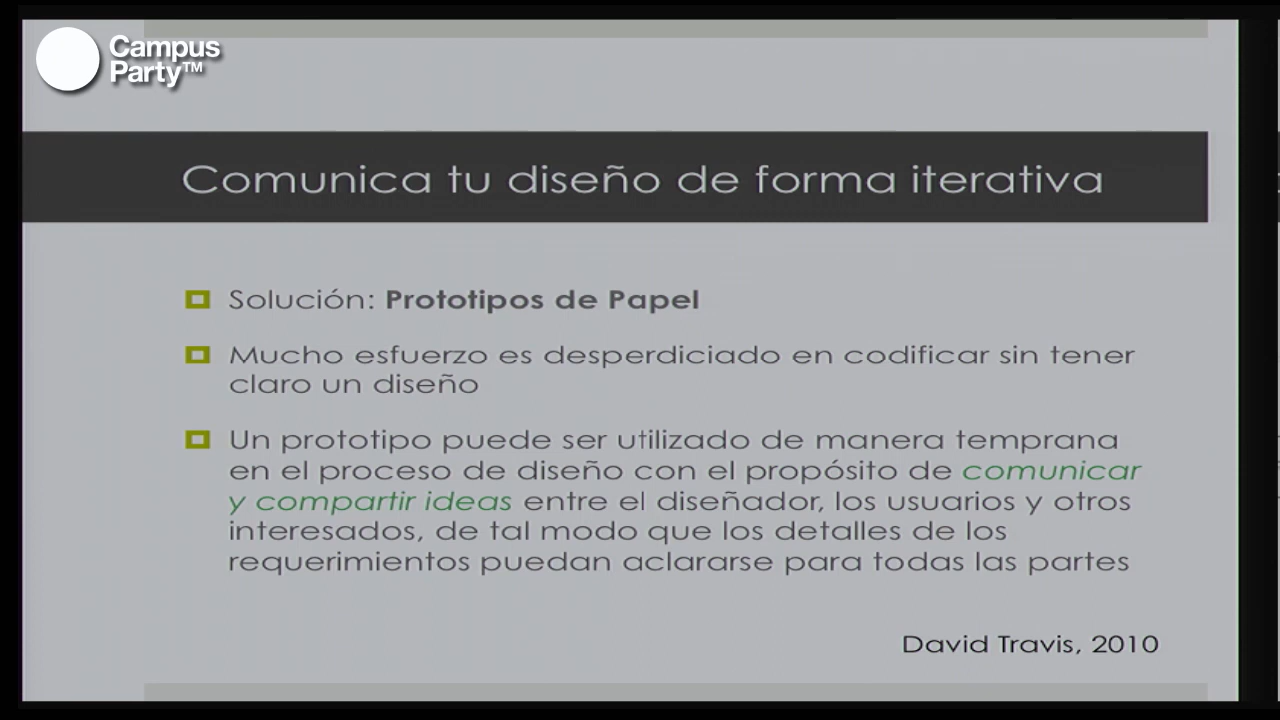 Campus
Party™
Comunica tu diseño de forma iterativa
Solución: Prototipos de Papel
Mucho esfuerzo es desperdiciado en codificar sin tener
claro un diseño
Un prototipo puede ser utilizado de manera temprana
en el proceso de diseño con el propósito de comunicar
y compartir ideas entre el diseñador, los usuarios y otros
interesados, de tal modo que los detalles de los
requerimientos puedan aclararse para todas las partes
David Travis, 2010